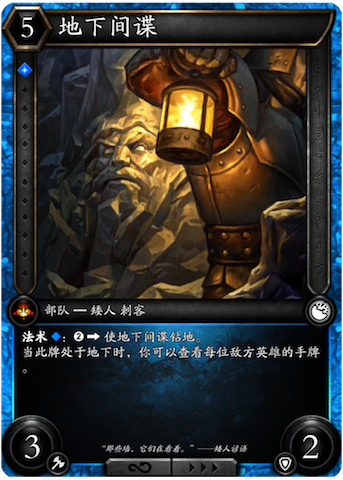 5
地下间谍
部队 — 矮人 刺客
法术 ◆: ❷ ➡ 使地下间谍钻地。
当此牌处于地下时，你可以查看每位敌方英雄的手牌
。
3
"那些墙，它们在看着。" ——矮人谚语
2